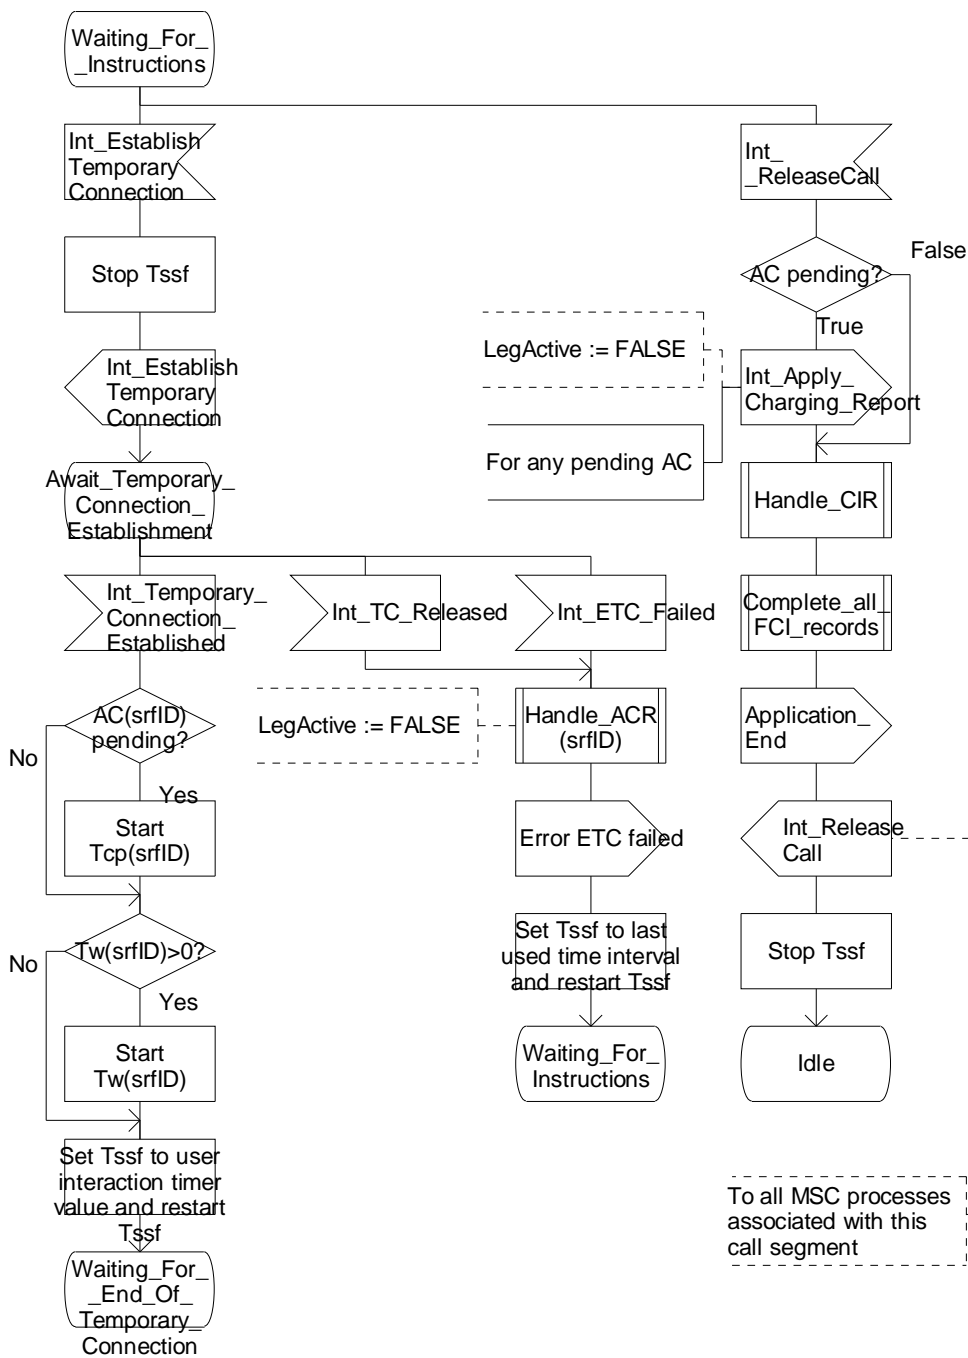 Waiting_For_
_Instructions
Int_Establish
Temporary
Connection
Stop Tssf
Int_Establish
Temporary
Connection
Await_Temporary_
Connection_
Establishment
Int_Temporary_
Connection_
Established
AC(srfID)
pending?
No
Yes
Start
Tcp(srfID)
Tw(srfID)>0?
No
Yes
Start
Tw(srfID)
Set Tssf to user
interaction timer
value and restart
Tssf
Waiting_For_
_End_Of_
Temporary_
Connection
Int_TC_Released
Int_ETC_Failed
LegActive := FALSE
Handle_ACR
(srfID)
Error ETC failed
Set Tssf to last
used time interval
and restart Tssf
Waiting_For_
Instructions
Int_
_ReleaseCall
AC pending?
False
True
LegActive := FALSE
Int_Apply_
Charging_Report
For any pending AC
Handle_CIR
Complete_all_
FCI_records
Application_
End
Int_Release
Call
Stop Tssf
Idle
To all MSC processes
associated with this
call segment